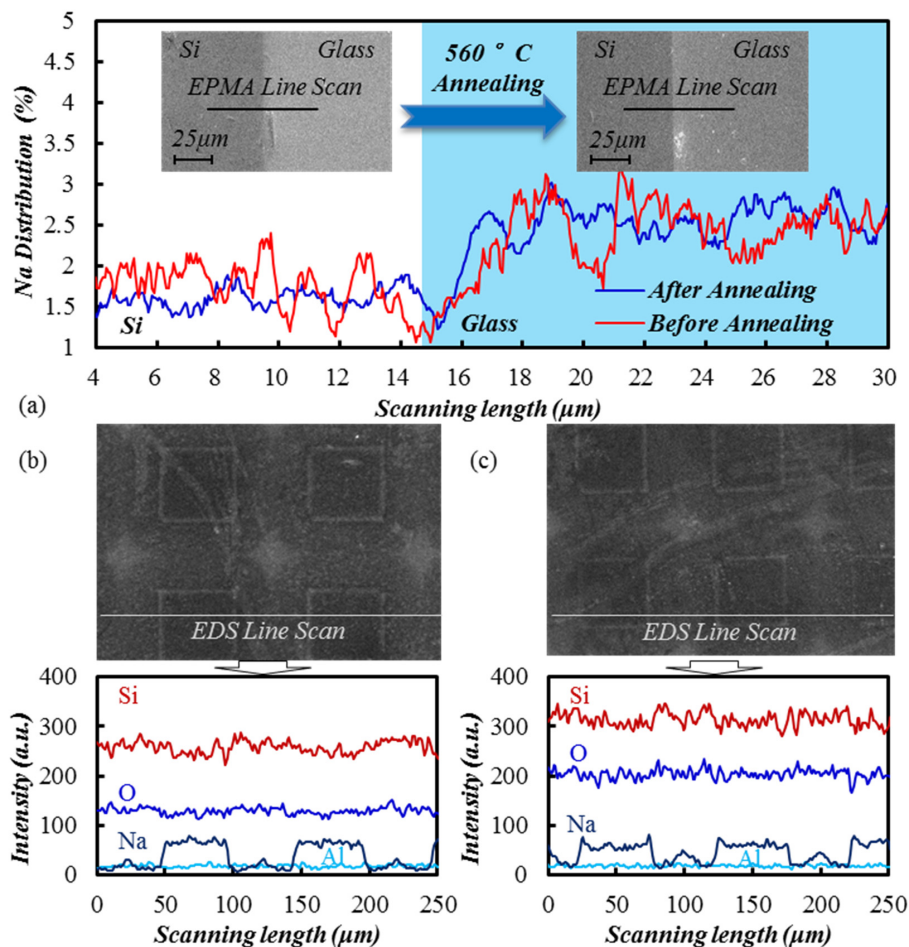 5
4.5
4
3.5
3
2.5
2
1.5
1
Na Distribution (%)
Si Glass
EPMA Line Scan
25μm
560 ° C
Annealing
Si Glass
EPMA Line Scan
25μm
Si
Glass
After Annealing
Before Annealing
4 6 8 10 12 14 16 18 20 22 24 26 28 30
(a)
Scanning length (μm)
(b)
EDS Line Scan
(c)
EDS Line Scan
400
300
200
100
0
Intensity (a.u.)
Si
O
Na
Al
0 50 100 150 200 250
Scanning length (μm)
400
300
200
100
0
Intensity (a.u.)
Si
O
Na
Al
0 50 100 150 200 250
Scanning length (μm)